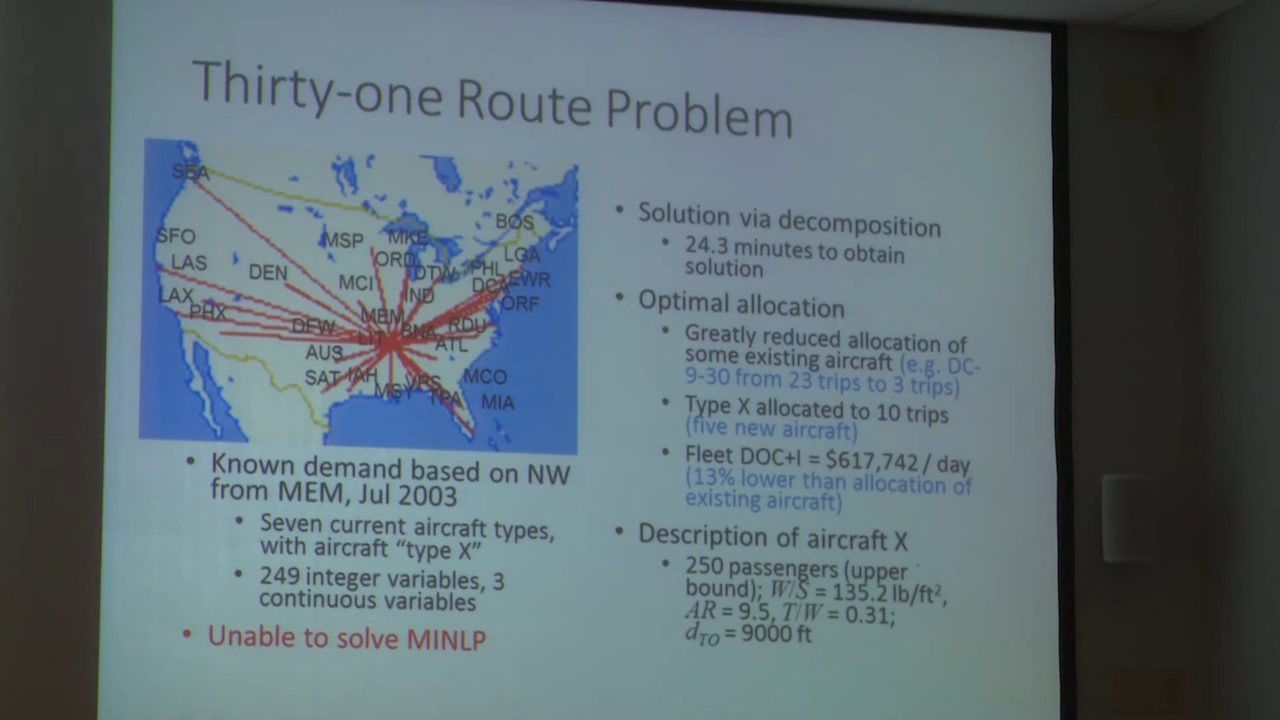 Thirty-one Route Problem
SEA
BOS
SFO
MSP
MKE
LGA
LAS
DEN
ORD
DTW
PHL
EWR
MCI
IND
DCA
LAX
ORF
PHX
MEM
DFW
BNA
RDU
LIT
ATL
AUS
SAT
IAH
VPS
MCO
MSY
TPA
MIA
• Known demand based on NW
from MEM, Jul 2003
• Seven current aircraft types,
with aircraft “type X”
• 249 integer variables, 3
continuous variables
• Unable to solve MINLP
• Solution via decomposition
• 24.3 minutes to obtain
solution
• Optimal allocation
• Greatly reduced allocation of
some existing aircraft (e.g. DC-
9-30 from 23 trips to 3 trips)
• Type X allocated to 10 trips
(five new aircraft)
• Fleet DOC+I = $617,742 / day
(13% lower than allocation of
existing aircraft)
• Description of aircraft X
• 250 passengers (upper
bound); W/S = 135.2 lb/ft²,
AR = 9.5, T/W = 0.31;
dTO = 9000 ft